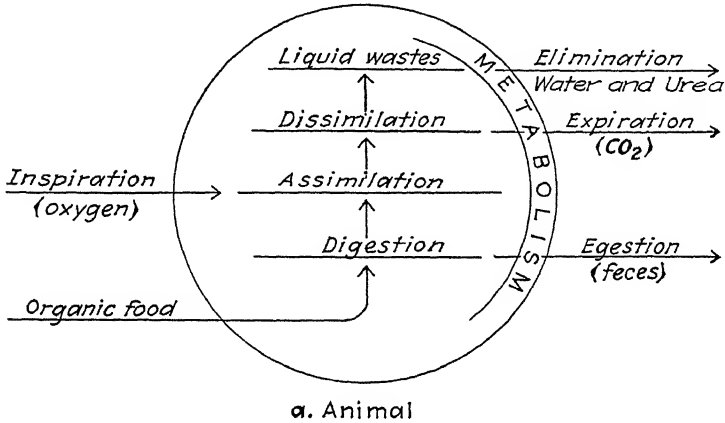 Liquid wastes
Elimination
Water and Urea
Dissimilation
Expiration
(CO₂)
Inspiration
(oxygen)
Assimilation
Digestion
Egestion
(feces)
Organic food
METABOLISM
a. Animal